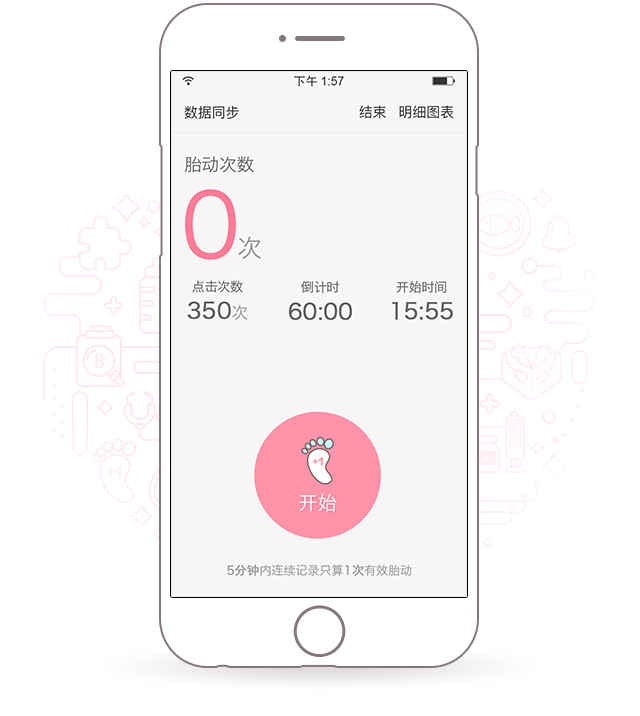 下午 1:57
数据同步 结束 明细图表
胎动次数
0次
点击次数 倒计时 开始时间
350次 60:00 15:55
+1
开始
5分钟内连续记录只算1次有效胎动
B
+1